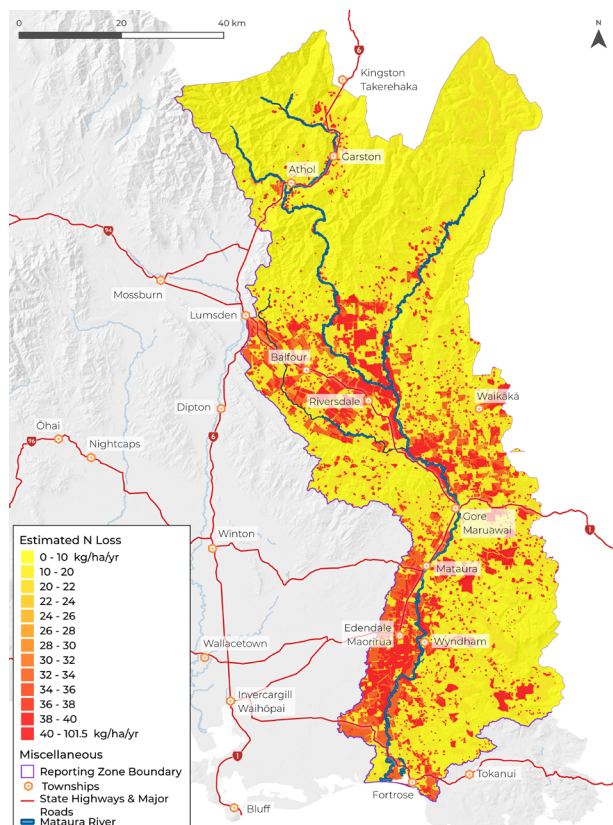 0 20 40 km
N
6
Kingston
Takerehaka
Garston
Athol
94
Mossburn
Lumsden
Balfour
Riversdale
Waikākā
Dipton
6
Ōhai
96
Nightcaps
Gore
Maruawai
1
Winton
Mataura
Edendale
Maorirua
Wyndham
Wallacetown
Invercargill
Waihōpai
1
Tokanui
Fortrose
Bluff
Estimated N Loss
0 - 10 kg/ha/yr
10 - 20
20 - 22
22 - 24
24 - 26
26 - 28
28 - 30
30 - 32
32 - 34
34 - 36
36 - 38
38 - 40
40 - 101.5 kg/ha/yr
Miscellaneous
Reporting Zone Boundary
Townships
State Highways & Major
Roads
Mataura River